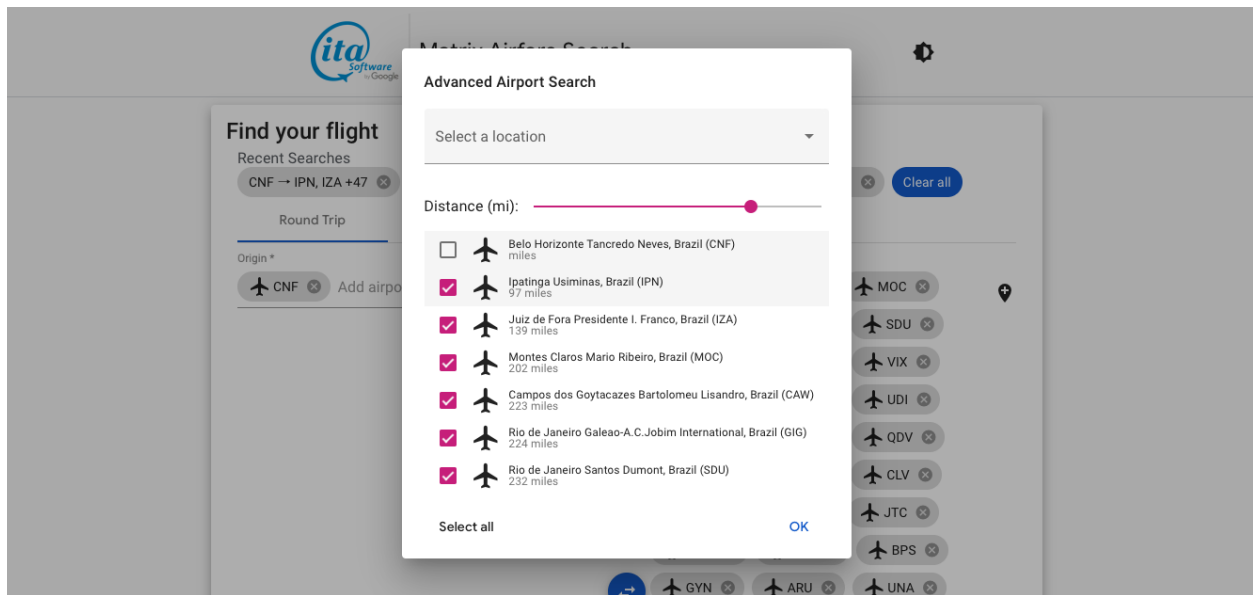 ita
Software
by Google
Matrix Airfare Search
Advanced Airport Search
Find your flight
Recent Searches
CNF → IPN, IZA +47
Clear all
Select a location
Round Trip
Distance (mi):
Origin *
CNF
Add airpo
Belo Horizonte Tancredo Neves, Brazil (CNF)
miles
Ipatinga Usiminas, Brazil (IPN)
97 miles
Juiz de Fora Presidente I. Franco, Brazil (IZA)
139 miles
Montes Claros Mario Ribeiro, Brazil (MOC)
202 miles
Campos dos Goytacazes Bartolomeu Lisandro, Brazil (CAW)
223 miles
Rio de Janeiro Galeao-A.C.Jobim International, Brazil (GIG)
224 miles
Rio de Janeiro Santos Dumont, Brazil (SDU)
232 miles
Select all
OK
MOC
SDU
VIX
UDI
QDV
CLV
JTC
BPS
GYN ARU UNA